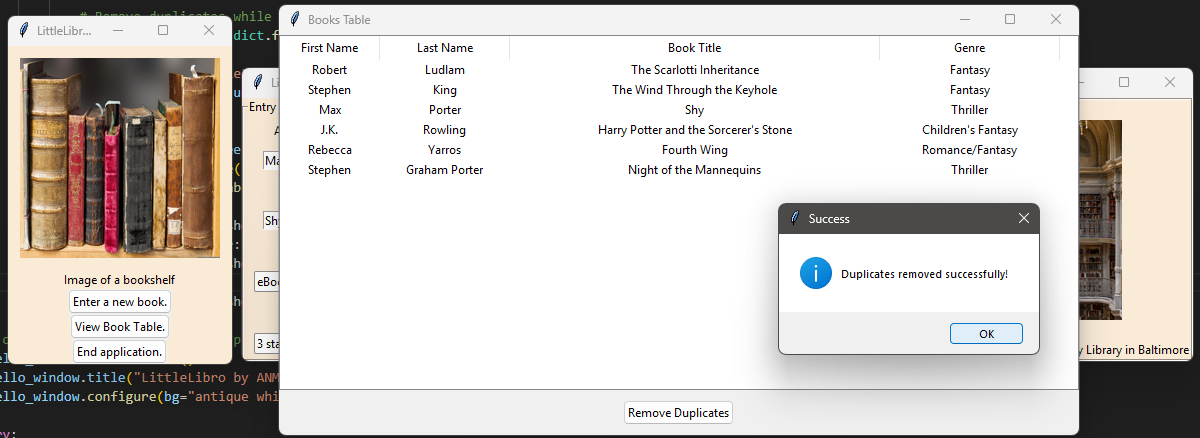 # Remove duplicates while
dict.f
LittleLibr...
Image of a bookshelf
Enter a new book.
View Book Table.
End application.
Entry
Ma
Shy
eBoo
3 sta
Books Table
First Name Last Name Book Title Genre
Robert Ludlam The Scarlotti Inheritance Fantasy
Stephen King The Wind Through the Keyhole Fantasy
Max Porter Shy Thriller
J.K. Rowling Harry Potter and the Sorcerer's Stone Children's Fantasy
Rebecca Yarros Fourth Wing Romance/Fantasy
Stephen Graham Porter Night of the Mannequins Thriller
Success
Duplicates removed successfully!
OK
Remove Duplicates
y Library in Baltimore
ello_window.title("LittleLibro by ANM
ello_window.configure(bg="antique whi
ry: